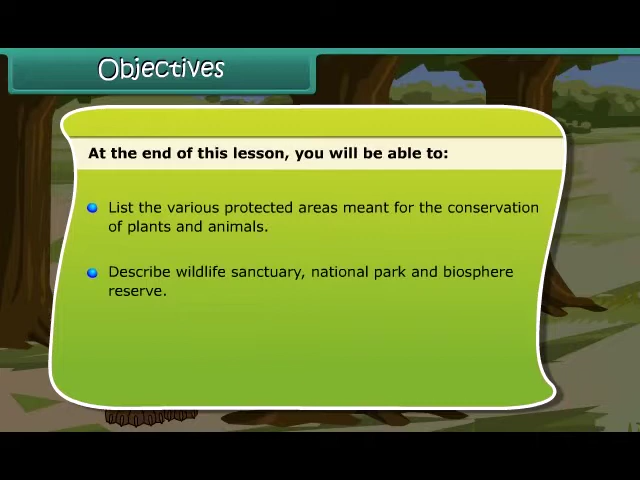 Objectives
At the end of this lesson, you will be able to:
List the various protected areas meant for the conservation
of plants and animals.
Describe wildlife sanctuary, national park and biosphere
reserve.